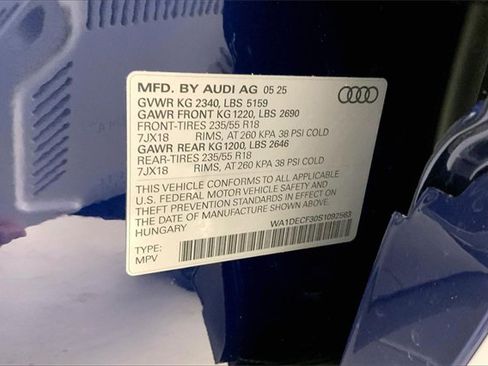 MFD. BY AUDI AG 05 25
GVWR KG 2340, LBS 5159
GAWR FRONT KG 1220, LBS 2690
FRONT-TIRES 235/55 R18
7JX18 RIMS, AT 260 KPA 38 PSI COLD
GAWR REAR KG1200, LBS 2646
REAR-TIRES 235/55 R18
7JX18 RIMS, AT 260 KPA 38 PSI COLD
THIS VEHICLE CONFORMS TO ALL APPLICABLE
U.S. FEDERAL MOTOR VEHICLE SAFETY AND
THEFT PREVENTION STANDARDS IN EFFECT ON
THE DATE OF MANUFACTURE SHOWN ABOVE.
HUNGARY WA1DECF30S1092563
TYPE:
MPV